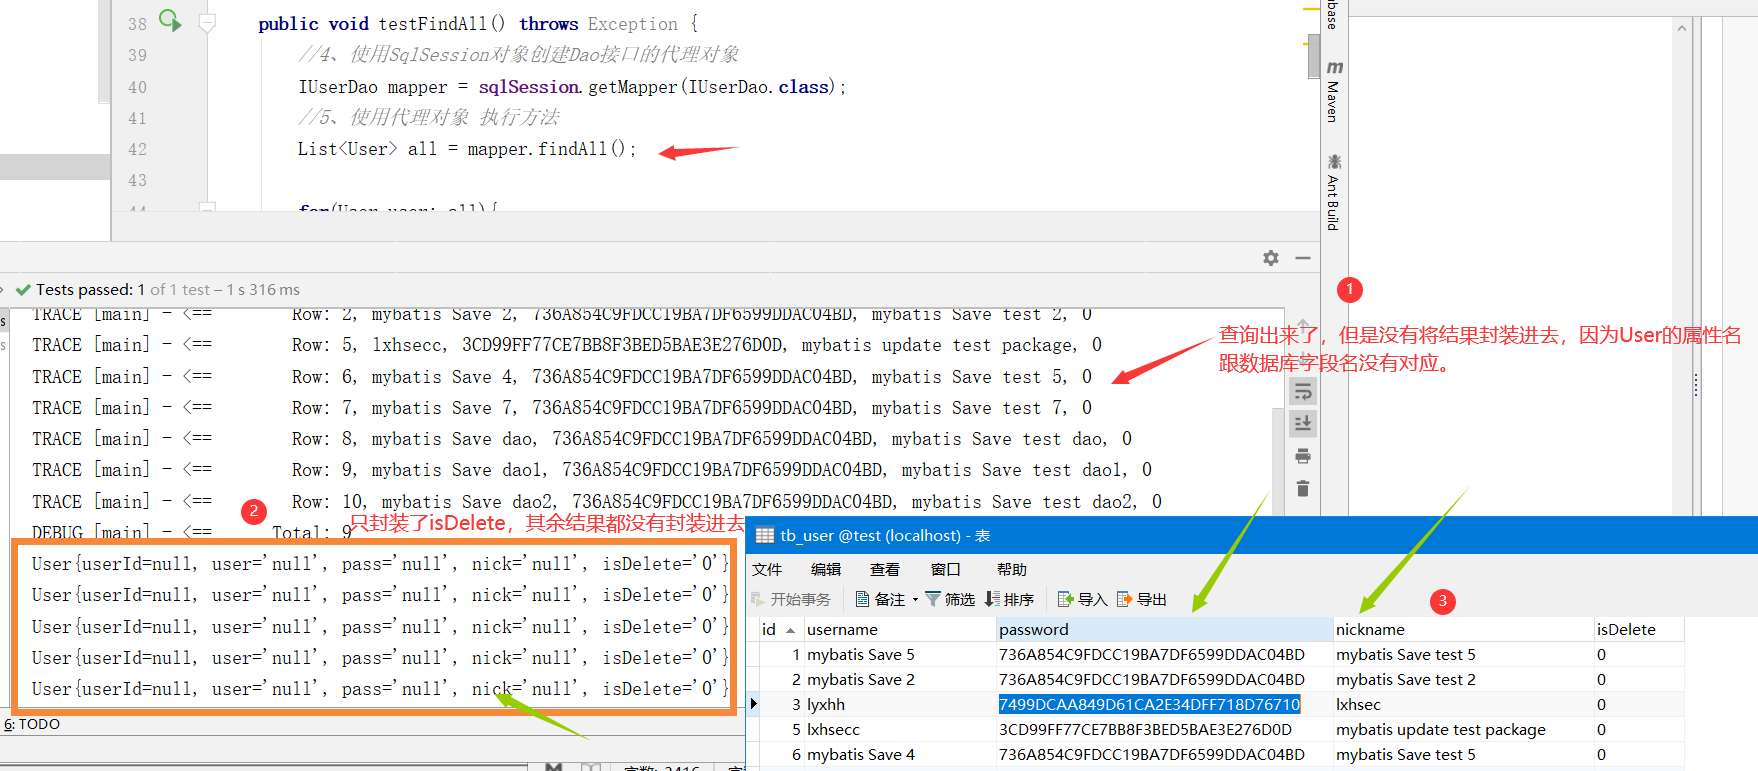 38 public void testFindAll() throws Exception {
39 //4、使用SqlSession对象创建Dao接口的代理对象
40 IUserDao mapper = sqlSession.getMapper(IUserDao.class);
41 //5、使用代理对象 执行方法
42 List<User> all = mapper.findAll();
43
44 for(User user: all){
Maven
Ant Build
Tests passed: 1 of 1 test – 1 s 316 ms
1
查询出来了，但是没有将结果封装进去，因为User的属性名
跟数据库字段名没有对应。
TRACE [main] - <== Row: 2, mybatis Save 2, 736A854C9FDCC19BA7DF6599DDAC04BD, mybatis Save test 2, 0
TRACE [main] - <== Row: 5, lxhsecc, 3CD99FF77CE7BB8F3BED5BAE3E276D0D, mybatis update test package, 0
TRACE [main] - <== Row: 6, mybatis Save 4, 736A854C9FDCC19BA7DF6599DDAC04BD, mybatis Save test 5, 0
TRACE [main] - <== Row: 7, mybatis Save 7, 736A854C9FDCC19BA7DF6599DDAC04BD, mybatis Save test 7, 0
TRACE [main] - <== Row: 8, mybatis Save dao, 736A854C9FDCC19BA7DF6599DDAC04BD, mybatis Save test dao, 0
TRACE [main] - <== Row: 9, mybatis Save dao1, 736A854C9FDCC19BA7DF6599DDAC04BD, mybatis Save test dao1, 0
TRACE [main] - <== Row: 10, mybatis Save dao2, 736A854C9FDCC19BA7DF6599DDAC04BD, mybatis Save test dao2, 0
2
只封装了isDelete，其余结果都没有封装进去
DEBUG [main] - <== Total: 9
User{userId=null, user='null', pass='null', nick='null', isDelete='0'}
User{userId=null, user='null', pass='null', nick='null', isDelete='0'}
User{userId=null, user='null', pass='null', nick='null', isDelete='0'}
User{userId=null, user='null', pass='null', nick='null', isDelete='0'}
User{userId=null, user='null', pass='null', nick='null', isDelete='0'}
6: TODO
tb_user @test (localhost) - 表
文件 编辑 查看 窗口 帮助
开始事务 备注 筛选 排序 导入 导出
3
id username password nickname isDelete
1 mybatis Save 5 736A854C9FDCC19BA7DF6599DDAC04BD mybatis Save test 5 0
2 mybatis Save 2 736A854C9FDCC19BA7DF6599DDAC04BD mybatis Save test 2 0
3 lyxhh 7499DCAA849D61CA2E34DFF718D76710 lxhsec 0
5 lxhsecc 3CD99FF77CE7BB8F3BED5BAE3E276D0D mybatis update test package 0
6 mybatis Save 4 736A854C9FDCC19BA7DF6599DDAC04BD mybatis Save test 5 0